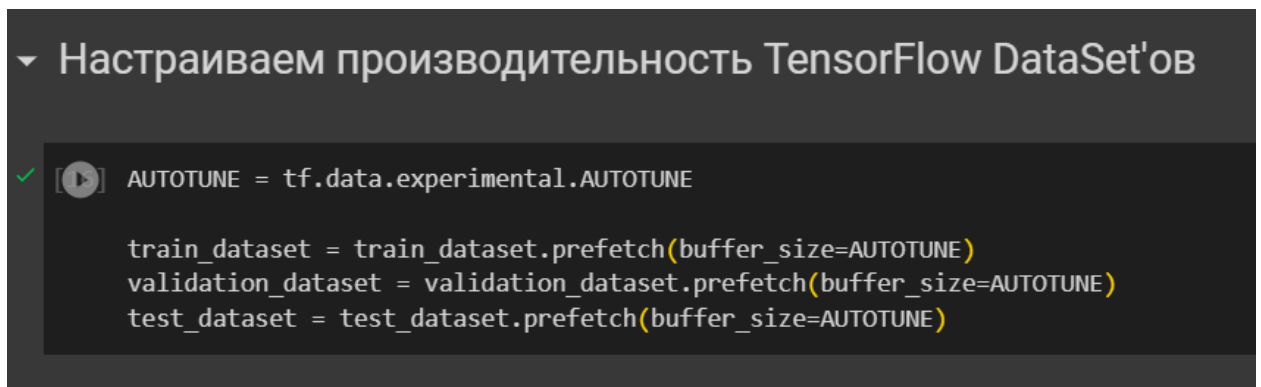 Настраиваем производительность TensorFlow DataSet'ов
AUTOTUNE = tf.data.experimental.AUTOTUNE
train_dataset = train_dataset.prefetch(buffer_size=AUTOTUNE)
validation_dataset = validation_dataset.prefetch(buffer_size=AUTOTUNE)
test_dataset = test_dataset.prefetch(buffer_size=AUTOTUNE)